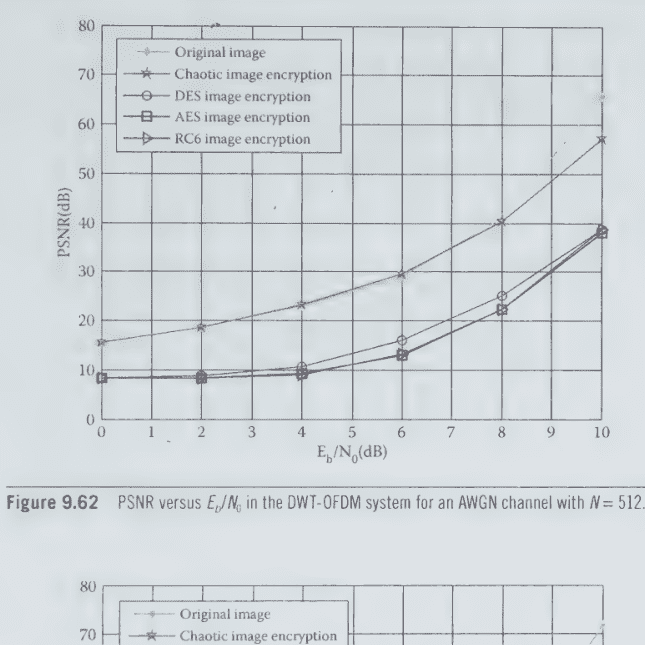 80
Original image
Chaotic image encryption
DES image encryption
AES image encryption
RC6 image encryption
70
60
50
40
30
20
10
0
PSNR(dB)
0 1 2 3 4 5 6 7 8 9 10
E_b/N_0(dB)
Figure 9.62 PSNR versus E_b/N_0 in the DWT-OFDM system for an AWGN channel with N = 512.
80
Original image
70
Chaotic image encryption